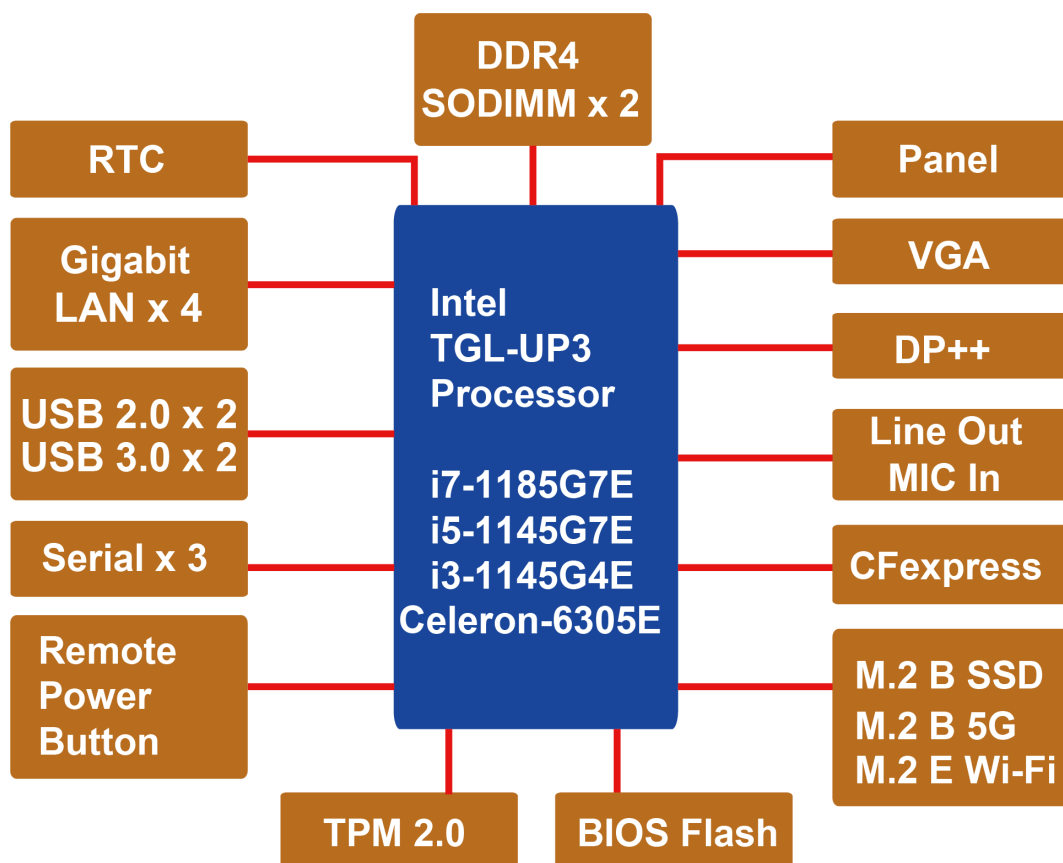 DDR4
SODIMM x 2
RTC
Panel
Gigabit
LAN x 4
VGA
Intel
TGL-UP3
Processor
DP++
USB 2.0 x 2
USB 3.0 x 2
Line Out
MIC In
i7-1185G7E
i5-1145G7E
i3-1145G4E
Celeron-6305E
Serial x 3
CFexpress
Remote
Power
Button
M.2 B SSD
M.2 B 5G
M.2 E Wi-Fi
TPM 2.0
BIOS Flash